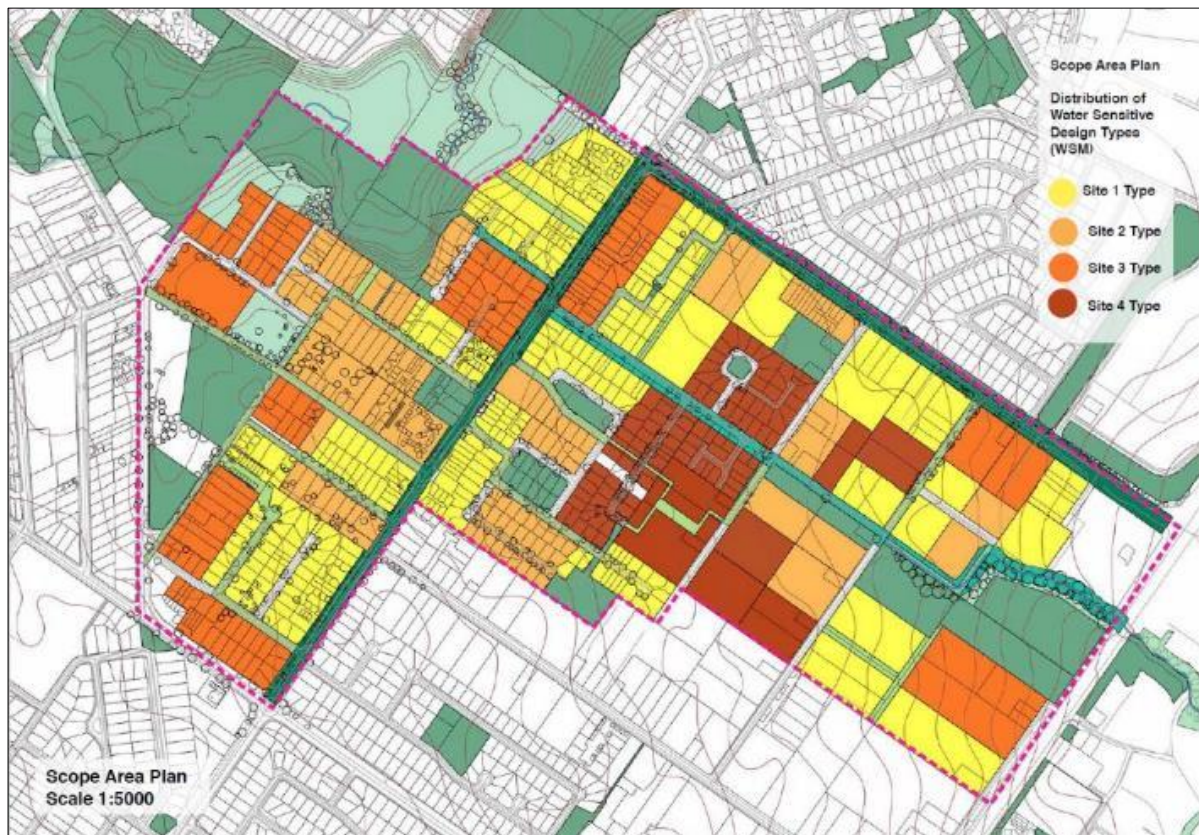 Scope Area Plan
Distribution of
Water Sensitive
Design Types
(WSM)
Site 1 Type
Site 2 Type
Site 3 Type
Site 4 Type
Scope Area Plan
Scale 1:5000